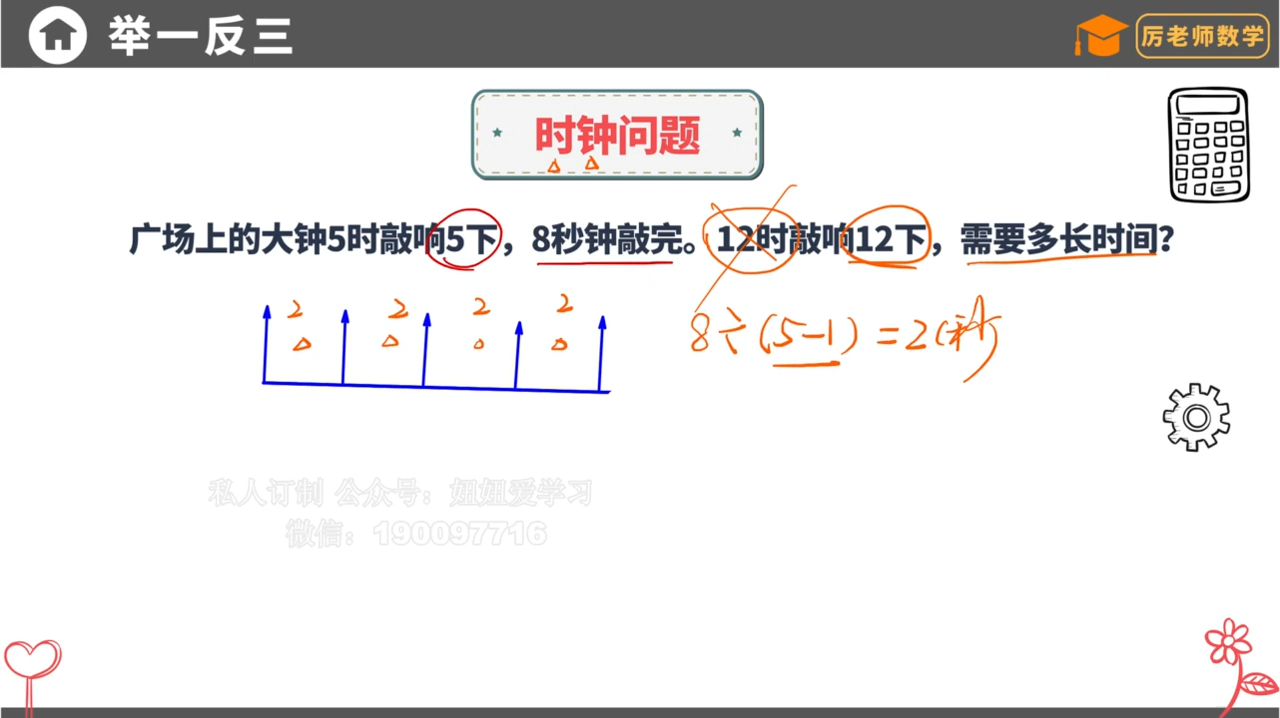 举一反三
厉老师数学
时钟问题
广场上的大钟5时敲响5下，8秒钟敲完。12时敲响12下，需要多长时间？
2 2 2 2
8÷(5-1)=2(秒)
私人订制 公众号：妞妞爱学习
微信：190097716